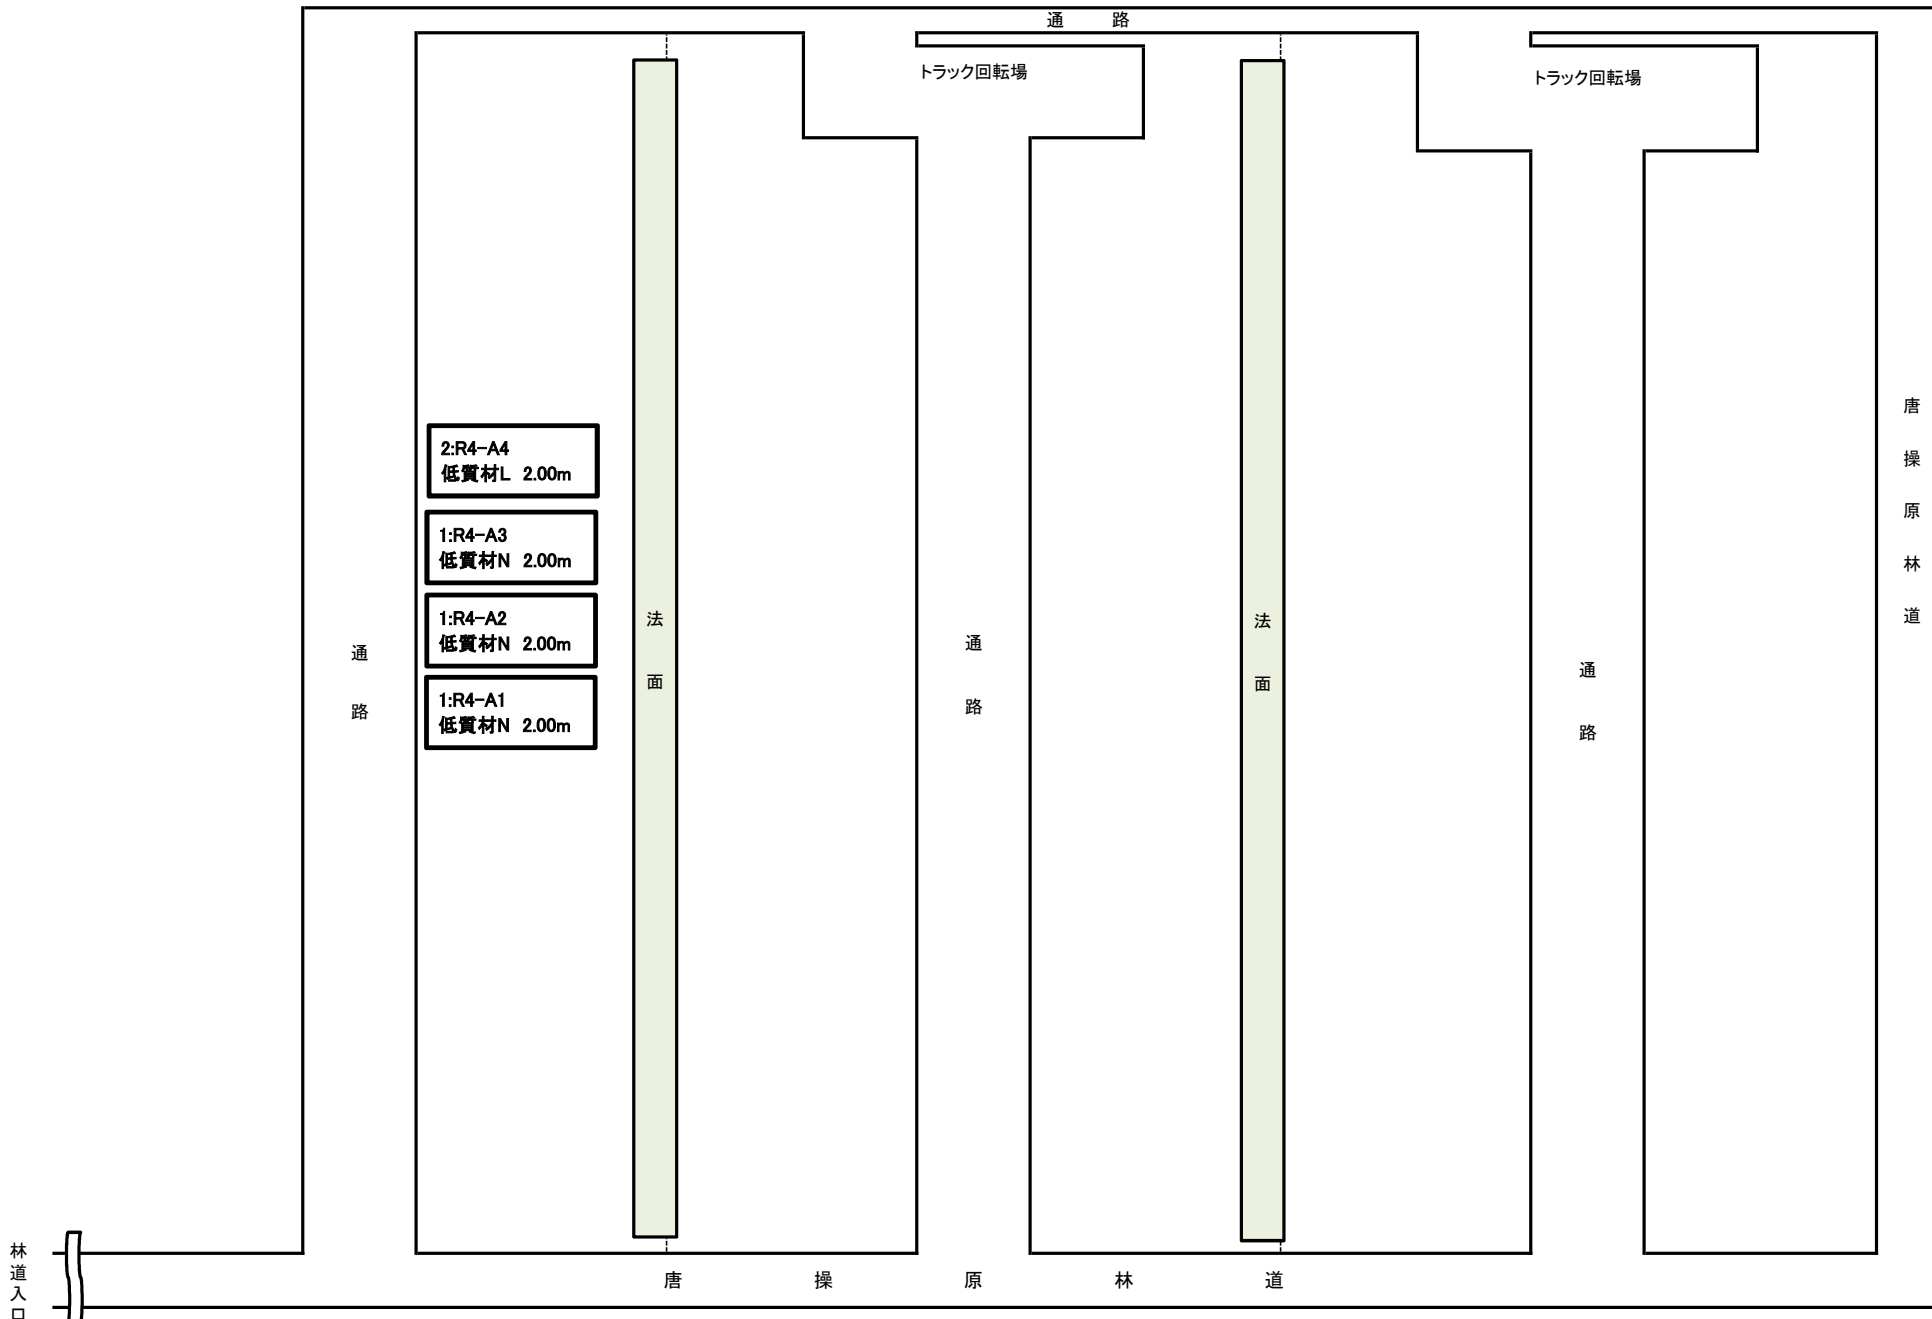 通 路
トラック回転場
トラック回転場
2:R4-A4
低質材L 2.00m
1:R4-A3
低質材N 2.00m
1:R4-A2
低質材N 2.00m
1:R4-A1
低質材N 2.00m
通路
法面
通路
法面
通路
唐操原林道
林道入口
唐 操 原 林 道